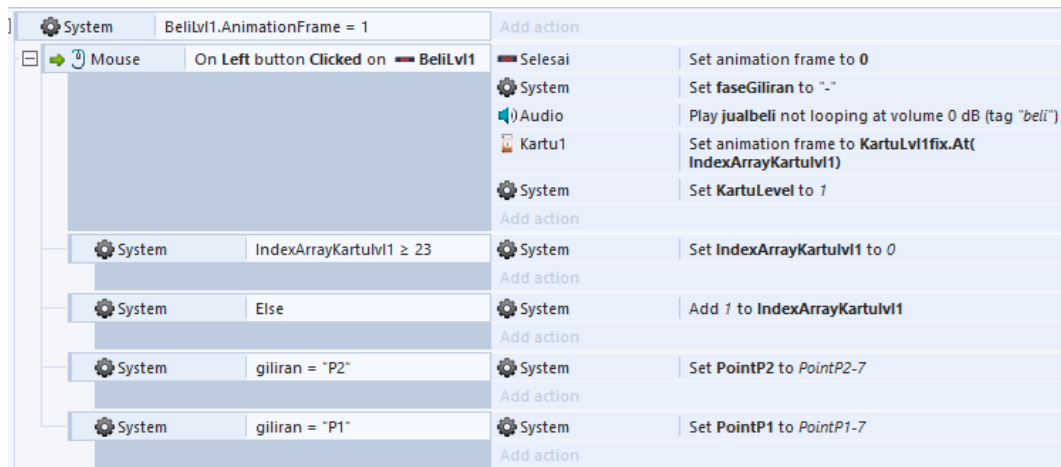 System BeliLvl1.AnimationFrame = 1 Add action
Mouse On Left button Clicked on BeliLvl1 Selesai Set animation frame to 0
System Set faseGiliran to "-"
Audio Play jualbeli not looping at volume 0 dB (tag "beli")
Kartu1 Set animation frame to KartuLvl1fix.At(
IndexArrayKartulvl1)
System Set KartuLevel to 1
Add action
System IndexArrayKartulvl1 ≥ 23 System Set IndexArrayKartulvl1 to 0
Add action
System Else System Add 1 to IndexArrayKartulvl1
Add action
System giliran = "P2" System Set PointP2 to PointP2-7
Add action
System giliran = "P1" System Set PointP1 to PointP1-7
Add action